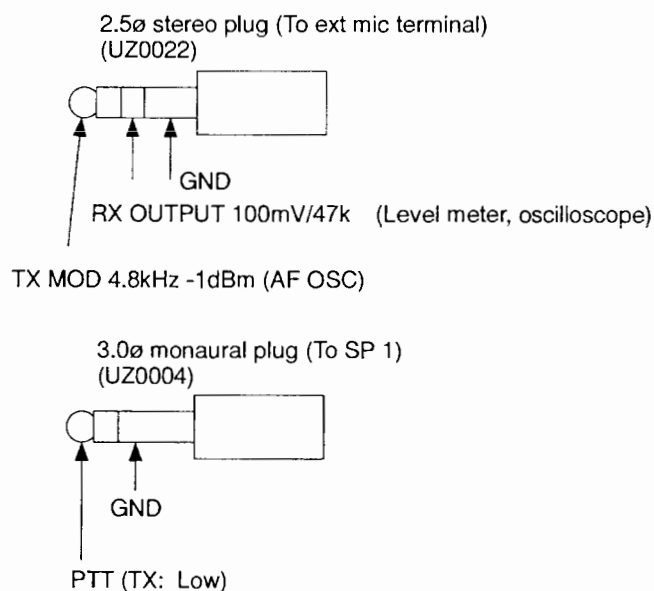 2.5ø stereo plug (To ext mic terminal)
(UZ0022)
GND
RX OUTPUT 100mV/47k (Level meter, oscilloscope)
TX MOD 4.8kHz -1dBm (AF OSC)
3.0ø monaural plug (To SP 1)
(UZ0004)
GND
PTT (TX: Low)